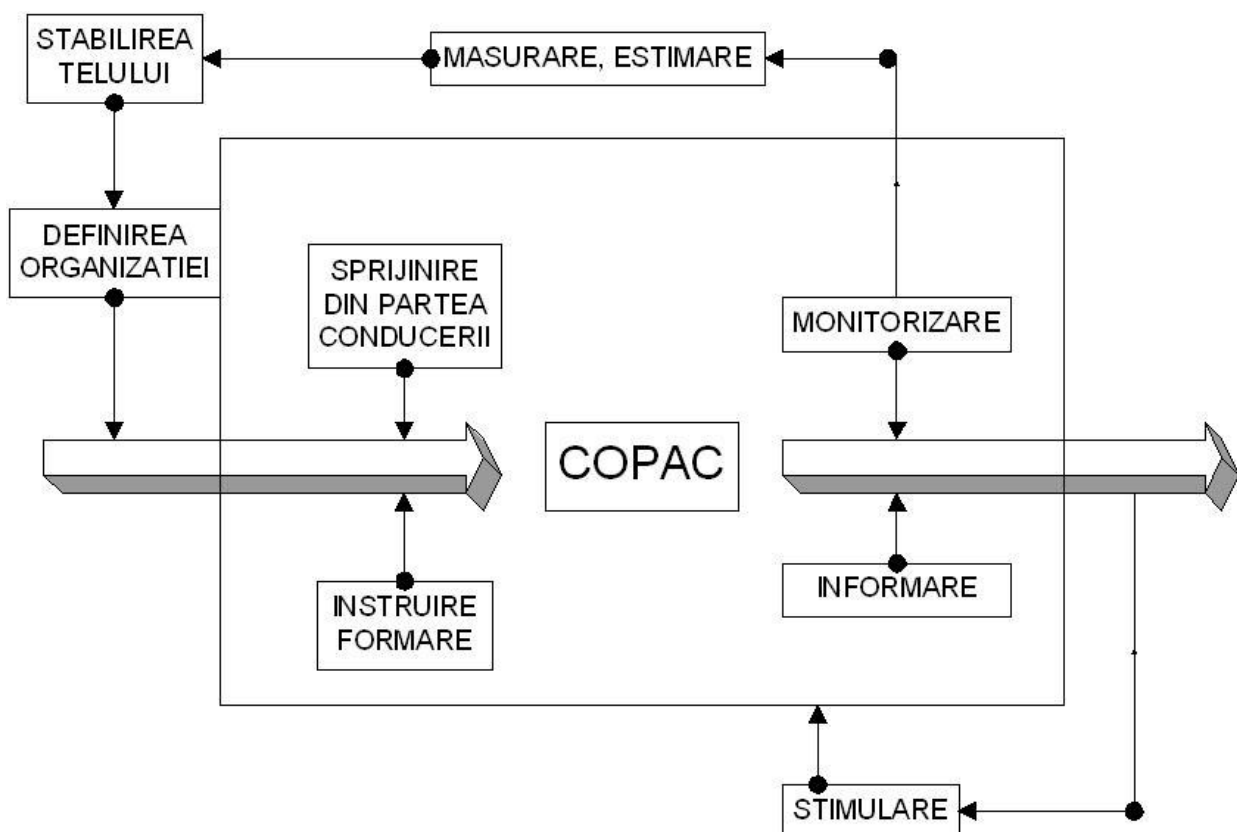 STABILIREA
TELULUI
MASURARE, ESTIMARE
DEFINIREA
ORGANIZATIEI
SPRIJINIRE
DIN PARTEA
CONDUCERII
MONITORIZARE
COPAC
INSTRUIRE
FORMARE
INFORMARE
STIMULARE